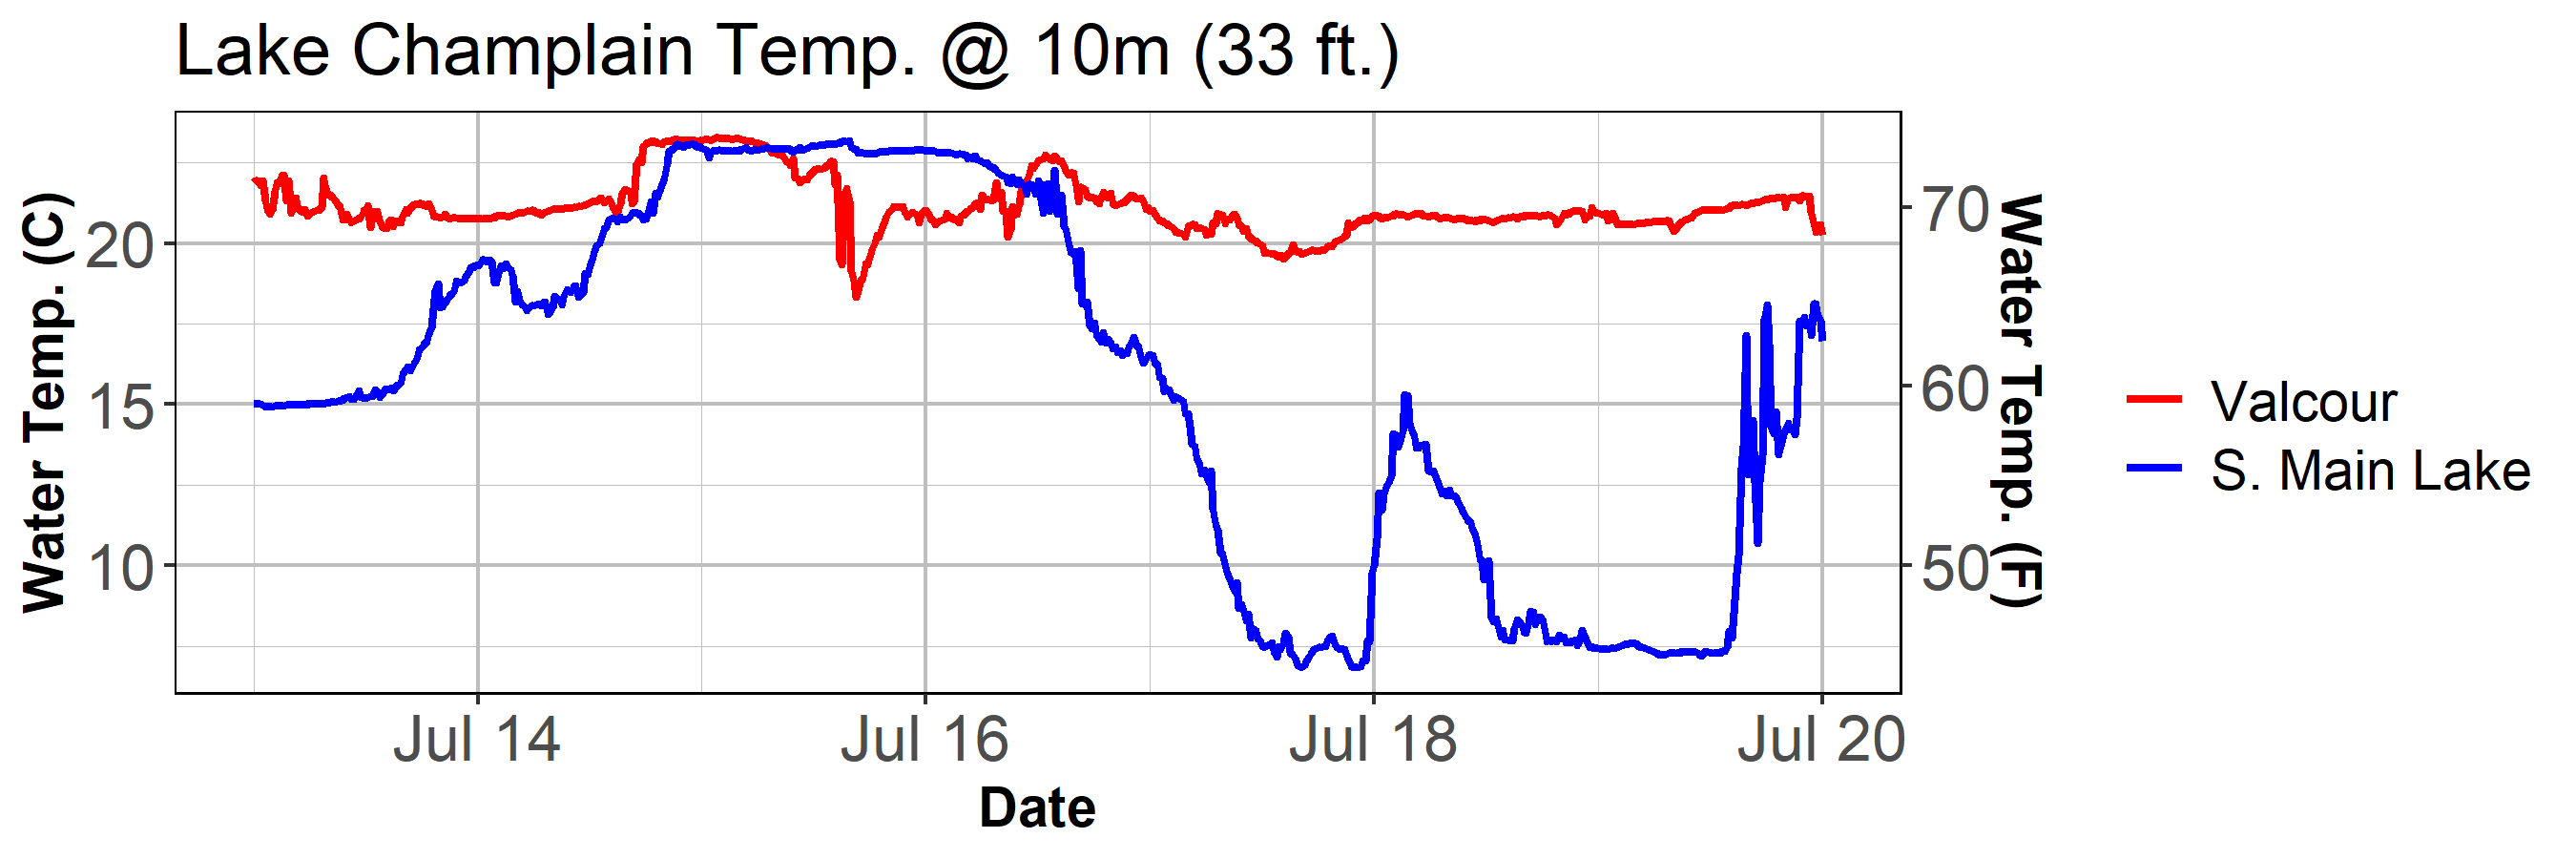 Lake Champlain Temp. @ 10m (33 ft.)
Water Temp. (C)
20
15
10
70
60
50
Water Temp. (F)
Jul 14
Jul 16
Jul 18
Jul 20
Date
Valcour
S. Main Lake